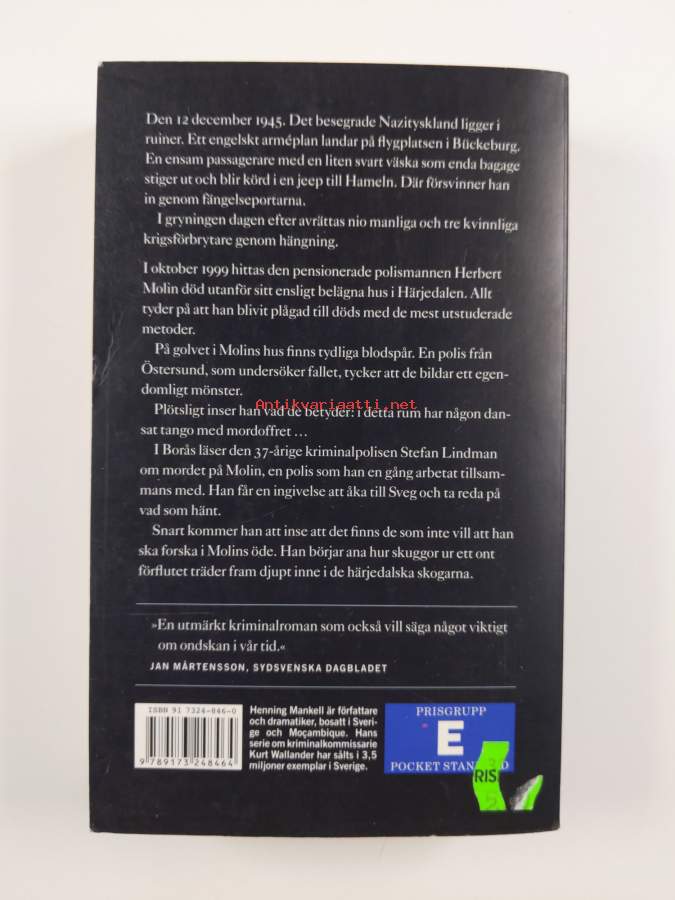 Den 12 december 1945. Det besegrade Nazityskland ligger i
ruiner. Ett engelskt arméplan landar på flygplatsen i Bückeburg.
En ensam passagerare med en liten svart väska som enda bagage
stiger ut och blir körd i en jeep till Hameln. Där försvinner han
in genom fängelseportarna.
I gryningen dagen efter avrättas nio manliga och tre kvinnliga
krigsförbrytare genom hängning.
I oktober 1999 hittas den pensionerade polismannen Herbert
Molin död utanför sitt ensligt belägna hus i Härjedalen. Allt
tyder på att han blivit plågad till döds med de mest utstuderade
metoder.
På golvet i Molins hus finns tydliga blodspår. En polis från
Östersund, som undersöker fallet, tycker att de bildar ett egen-
domligt mönster.
Antikvariaatti.net
Plötsligt inser han vad de betyder: i detta rum har någon dan-
sat tango med mordoffret ...
I Borås läser den 37-årige kriminalpolisen Stefan Lindman
om mordet på Molin, en polis som han en gång arbetat tillsam-
mans med. Han får en ingivelse att åka till Sveg och ta reda på
vad som hänt.
Snart kommer han att inse att det finns de som inte vill att han
ska forska i Molins öde. Han börjar ana hur skuggor ur ett ont
förflutet träder fram djupt inne i de härjedalska skogarna.
»En utmärkt kriminalroman som också vill säga något viktigt
om ondskan i vår tid.«
JAN MÅRTENSSON, SYDSVENSKA DAGBLADET
ISBN 91 7324-846-0
9 789173 248464
Henning Mankell är författare
och dramatiker, bosatt i Sveri-
ge och Moçambique. Hans
serie om kriminalkommissarie
Kurt Wallander har sålts i 3,5
miljoner exemplar i Sverige.
PRISGRUPP
E
POCKET STAN D
RIS